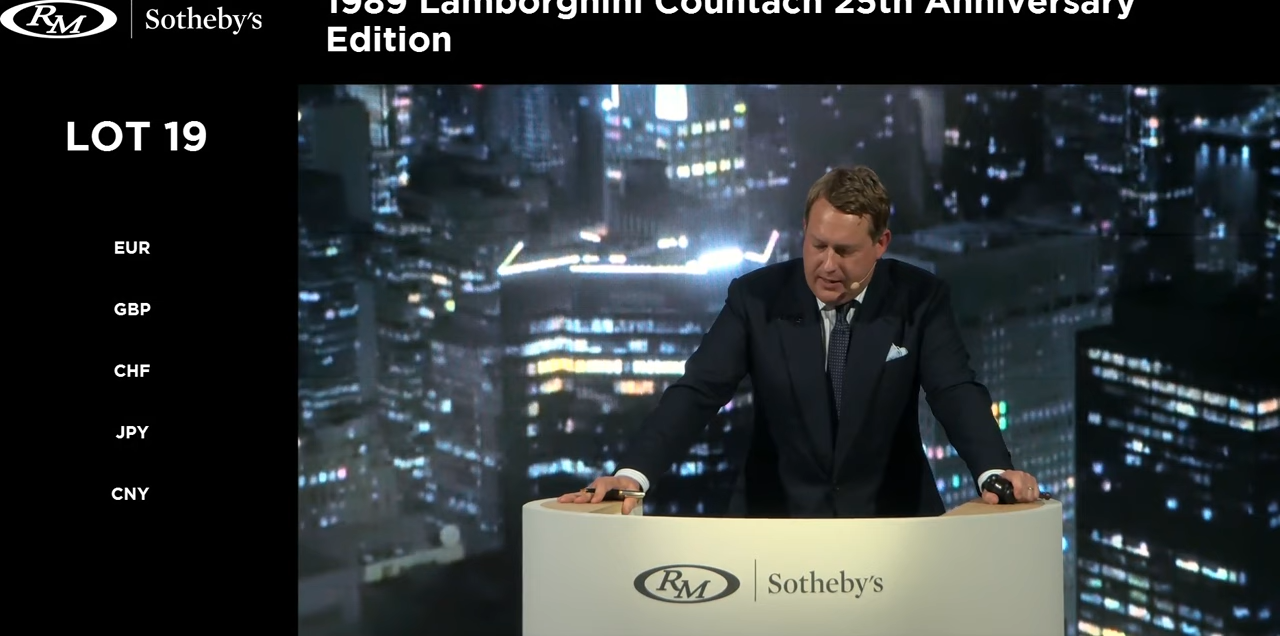 RM Sotheby's
1989 Lamborghini Countach 25th Anniversary
Edition
LOT 19
EUR
GBP
CHF
JPY
CNY
RM Sotheby's